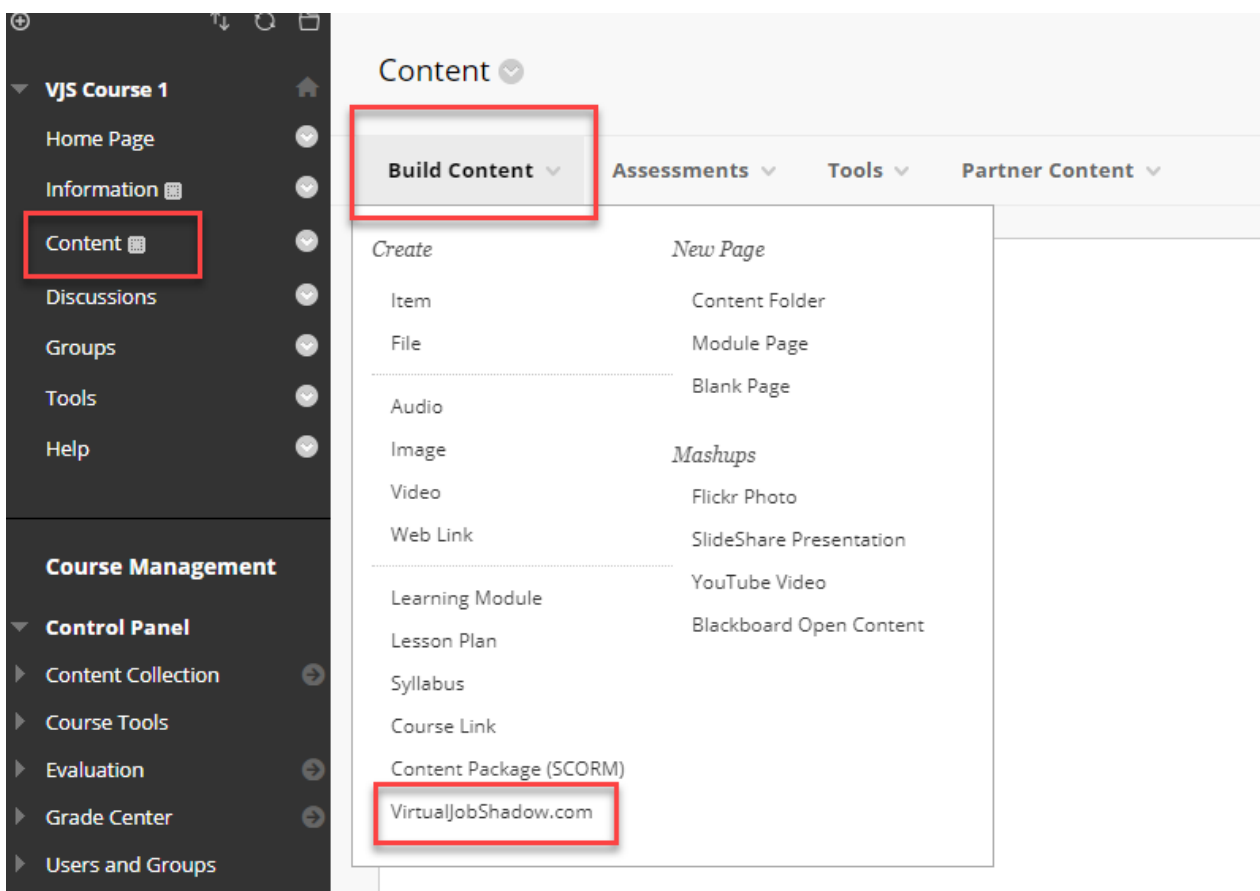 VJS Course 1
Home Page
Information
Content
Discussions
Groups
Tools
Help
Course Management
Control Panel
Content Collection
Course Tools
Evaluation
Grade Center
Users and Groups
Content
Build Content
Assessments
Tools
Partner Content
Create
Item
File
Audio
Image
Video
Web Link
Learning Module
Lesson Plan
Syllabus
Course Link
Content Package (SCORM)
VirtualJobShadow.com
New Page
Content Folder
Module Page
Blank Page
Mashups
Flickr Photo
SlideShare Presentation
YouTube Video
Blackboard Open Content